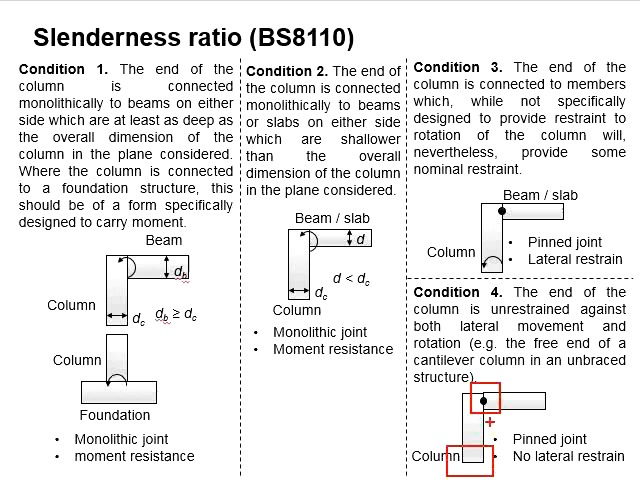 Slenderness ratio (BS8110)
Condition 1. The end of the
column is connected
monolithically to beams on either
side which are at least as deep as
the overall dimension of the
column in the plane considered.
Where the column is connected
to a foundation structure, this
should be of a form specifically
designed to carry moment.
Beam
d_b
Column
d_c d_b ≥ d_c
Column
Foundation
• Monolithic joint
• moment resistance
Condition 2. The end of
the column is connected
monolithically to beams
or slabs on either side
which are shallower
than the overall
dimension of the column
in the plane considered.
Beam / slab
d
d < d_c
d_c
Column
• Monolithic joint
• Moment resistance
Condition 3. The end of the
column is connected to members
which, while not specifically
designed to provide restraint to
rotation of the column will,
nevertheless, provide some
nominal restraint.
Beam / slab
Column
• Pinned joint
• Lateral restrain
Condition 4. The end of the
column is unrestrained against
both lateral movement and
rotation (e.g. the free end of a
cantilever column in an unbraced
structure).
Column
• Pinned joint
• No lateral restrain